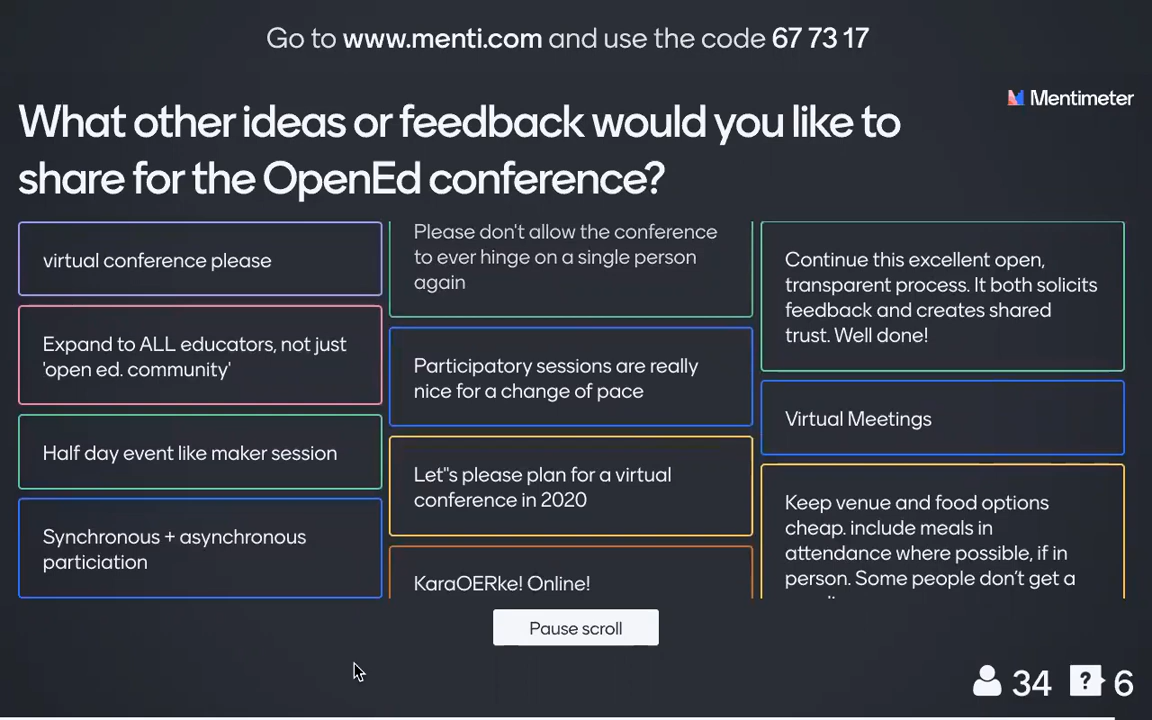 Go to www.menti.com and use the code 67 73 17
Mentimeter
What other ideas or feedback would you like to
share for the OpenEd conference?
virtual conference please
Expand to ALL educators, not just
'open ed. community'
Half day event like maker session
Synchronous + asynchronous
particiation
Please don't allow the conference
to ever hinge on a single person
again
Participatory sessions are really
nice for a change of pace
Let"s please plan for a virtual
conference in 2020
KaraOERke! Online!
Continue this excellent open,
transparent process. It both solicits
feedback and creates shared
trust. Well done!
Virtual Meetings
Keep venue and food options
cheap. include meals in
attendance where possible, if in
person. Some people don't get a
Pause scroll
34
? 6